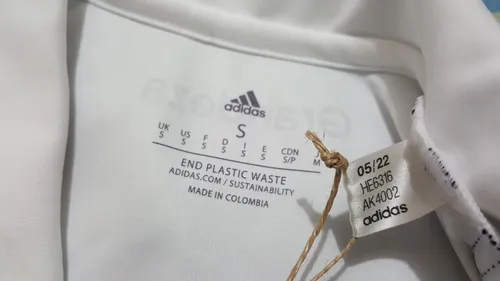 adidas
S
UK US F D I E CDN M
S S S S S S S/P
END PLASTIC WASTE
ADIDAS.COM / SUSTAINABILITY
MADE IN COLOMBIA
05/22
HE6316
AK4002
adidas